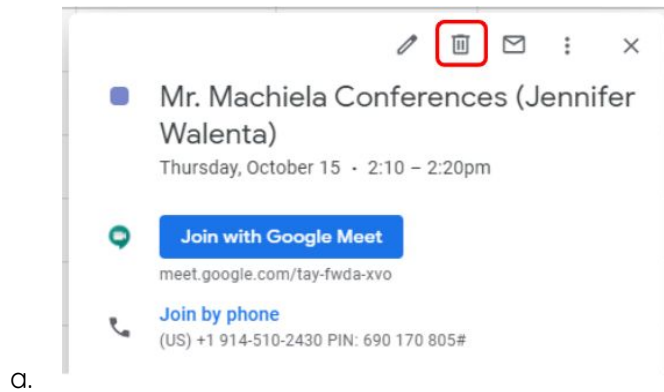 Mr. Machiela Conferences (Jennifer
Walenta)
Thursday, October 15 · 2:10 – 2:20pm
Join with Google Meet
meet.google.com/tay-fwda-xvo
Join by phone
(US) +1 914-510-2430 PIN: 690 170 805#
a.